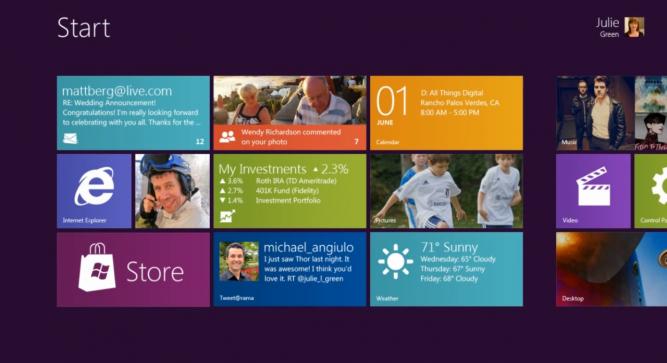 Start
Julie
Green
mattberg@live.com
RE: Wedding Announcement!
Congratulations! I'm really looking forward
to celebrating with you all. Thanks for the ...
12
Wendy Richardson commented
on your photo
7
01
JUNE
D: All Things Digital
Rancho Palos Verdes, CA
8:00 AM - 5:00 PM
Calendar
Music
Internet Explorer
My Investments ▲ 2.3%
▲ 3.6% Roth IRA (TD Ameritrade)
▲ 2.7% 401K Fund (Fidelity)
▼ 1.4% Investment Portfolio
Pictures
Video
Control Pa
Store
michael_angiulo
I just saw Thor last night. It
was awesome! I think you'd
love it. RT @julie_l_green
Tweet@rama
71° Sunny
Wednesday: 65° Cloudy
Thursday: 67° Sunny
Friday: 68° Cloudy
Weather
Desktop